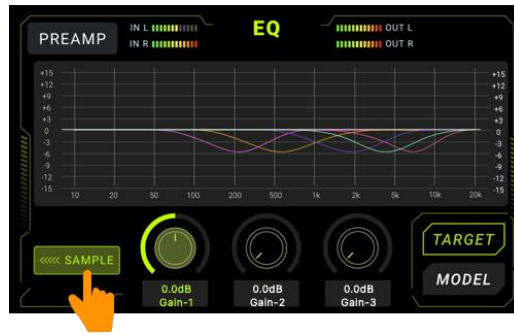 PREAMP
IN L
IN R
EQ
OUT L
OUT R
+15 +15
+12 +12
+9 +9
+6 +6
+3 +3
0 0
-3 -3
-6 -6
-9 -9
-12 -12
-15 -15
10 20 50 100 200 500 1k 2k 5k 10k 20k
<<<<< SAMPLE
0.0dB 0.0dB 0.0dB
Gain-1 Gain-2 Gain-3
TARGET
MODEL